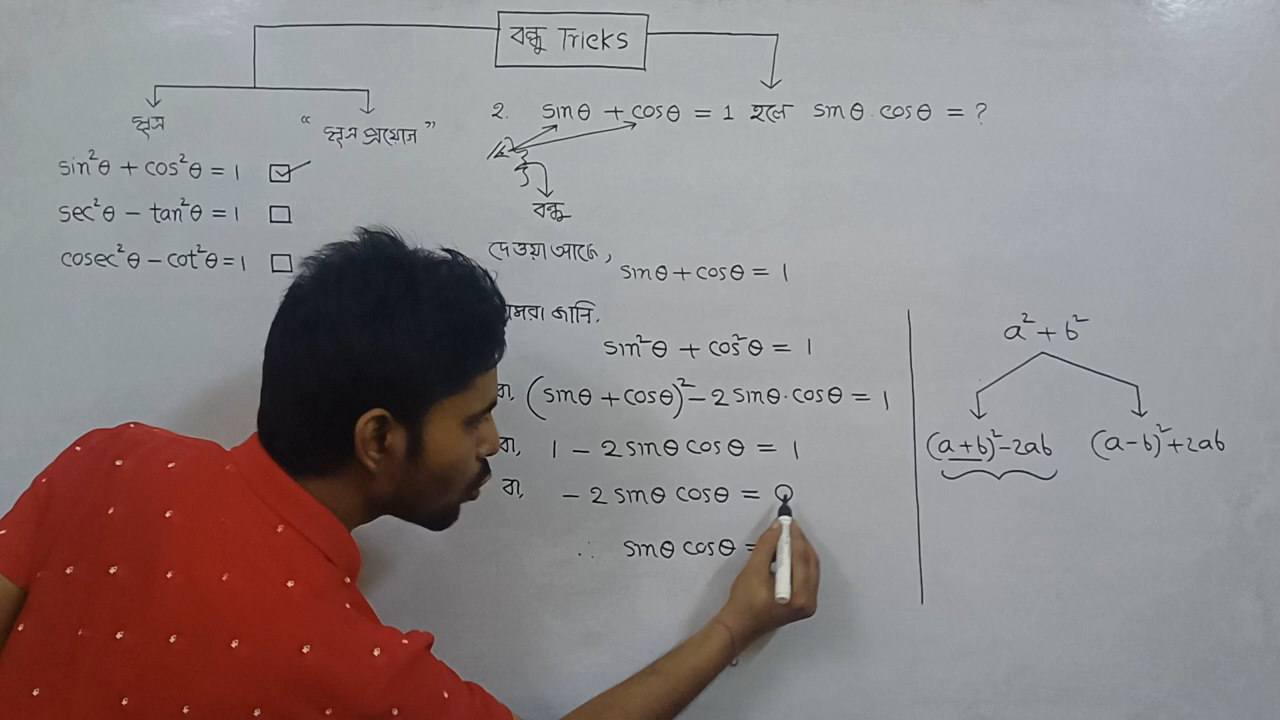 বন্ধু Tricks
সূত্র
" সূত্র প্রয়োগ "
sin²θ + cos²θ = 1
sec²θ − tan²θ = 1
cosec²θ − cot²θ = 1
2. sinθ + cosθ = 1 হলে sinθ.cosθ = ?
বন্ধু
দেওয়া আছে,
sinθ + cosθ = 1
জানি,
sin²θ + cos²θ = 1
বা, (sinθ + cosθ)² − 2 sinθ.cosθ = 1
বা, 1 − 2 sinθ cosθ = 1
বা, − 2 sinθ cosθ = 0
∴ sinθ cosθ =
a² + b²
(a+b)² − 2ab (a−b)² + 2ab